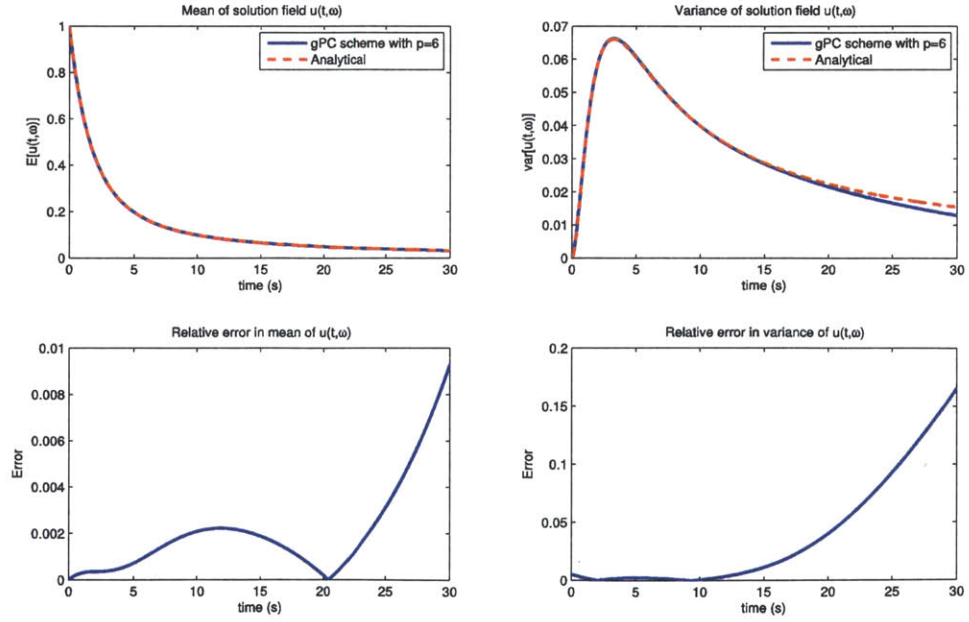 Mean of solution field u(t,ω)
1
0.8
0.6
0.4
0.2
0
E[u(t,ω)]
gPC scheme with p=6
Analytical
0 5 10 15 20 25 30
time (s)
Variance of solution field u(t,ω)
0.07
0.06
0.05
0.04
0.03
0.02
0.01
0
var[u(t,ω)]
gPC scheme with p=6
Analytical
0 5 10 15 20 25 30
time (s)
Relative error in mean of u(t,ω)
0.01
0.008
0.006
0.004
0.002
0
Error
0 5 10 15 20 25 30
time (s)
Relative error in variance of u(t,ω)
0.2
0.15
0.1
0.05
0
Error
0 5 10 15 20 25 30
time (s)